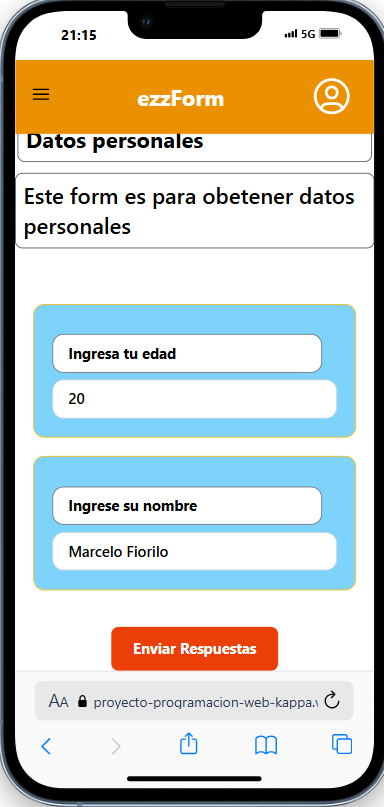 21:15
5G
ezzForm
Datos personales
Este form es para obetener datos
personales
Ingresa tu edad
20
Ingrese su nombre
Marcelo Fiorilo
Enviar Respuestas
AA proyecto-programacion-web-kappa.